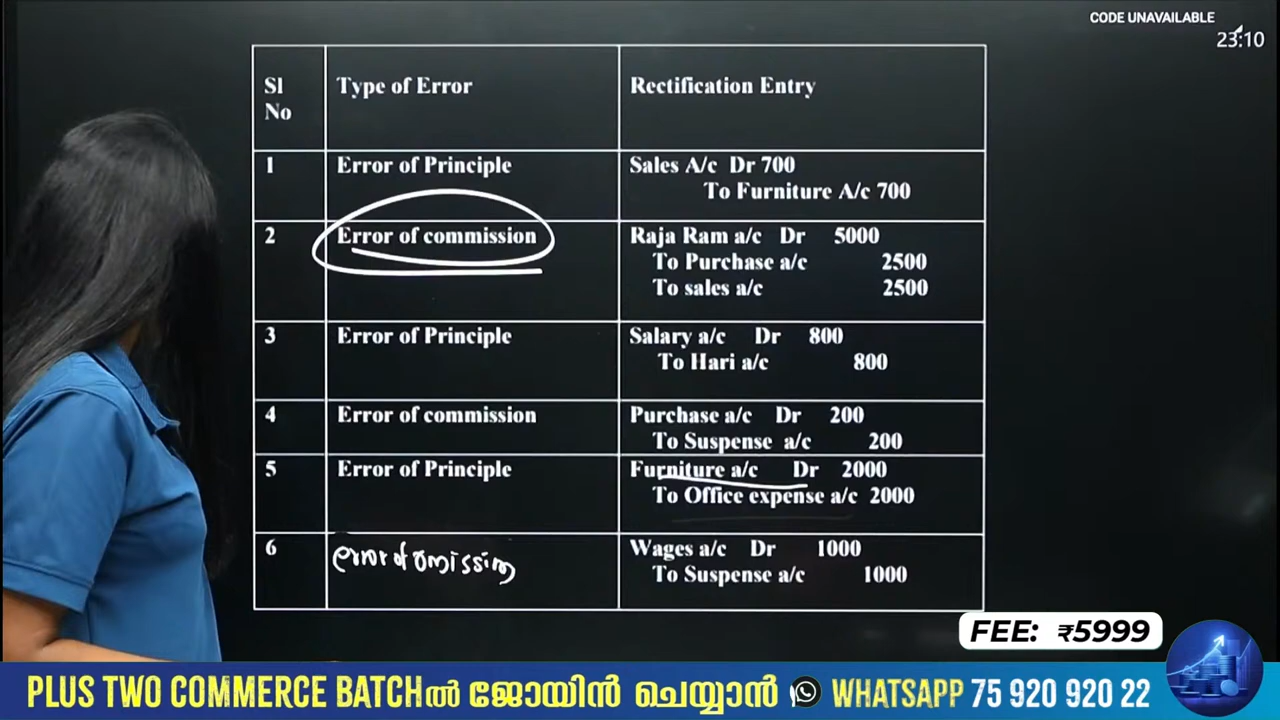 CODE UNAVAILABLE
23:10
Sl No
Type of Error
Rectification Entry
1
Error of Principle
Sales A/c Dr 700
To Furniture A/c 700
2
Error of commission
Raja Ram a/c Dr 5000
To Purchase a/c 2500
To sales a/c 2500
3
Error of Principle
Salary a/c Dr 800
To Hari a/c 800
4
Error of commission
Purchase a/c Dr 200
To Suspense a/c 200
5
Error of Principle
Furniture a/c Dr 2000
To Office expense a/c 2000
6
Error of omission
Wages a/c Dr 1000
To Suspense a/c 1000
FEE: ₹5999
PLUS TWO COMMERCE BATCHൽ ജോയിൻ ചെയ്യാൻ WHATSAPP 75 920 920 22